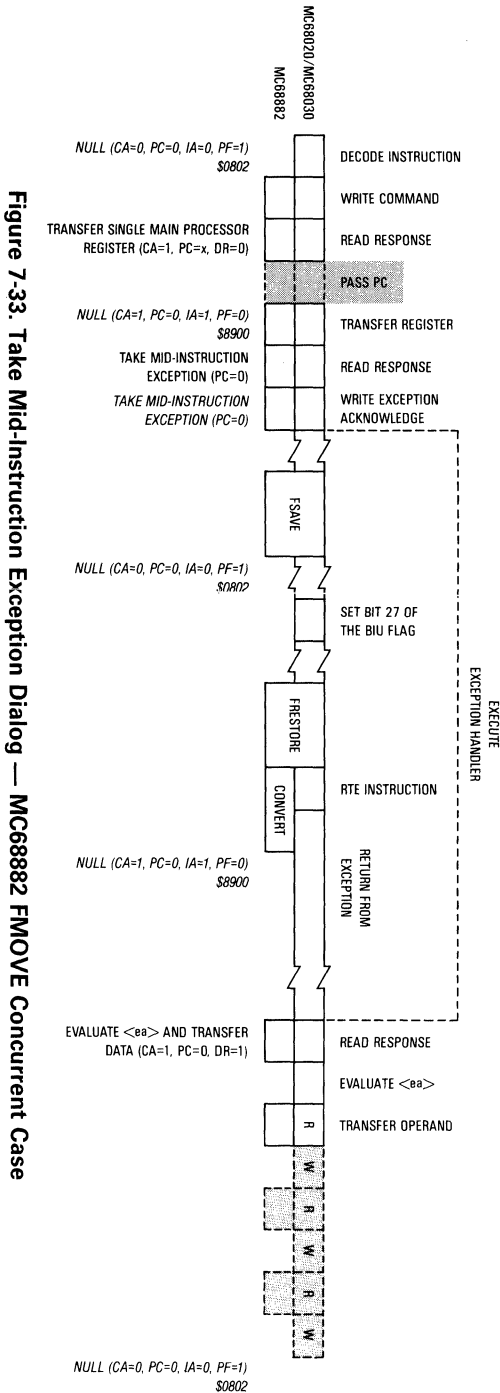 MC68020/MC68030
MC68882
NULL (CA=0, PC=0, IA=0, PF=1)
$0802
DECODE INSTRUCTION
WRITE COMMAND
TRANSFER SINGLE MAIN PROCESSOR
REGISTER (CA=1, PC=x, DR=0)
READ RESPONSE
PASS PC
NULL (CA=1, PC=0, IA=1, PF=0)
$8900
TRANSFER REGISTER
TAKE MID-INSTRUCTION
EXCEPTION (PC=0)
READ RESPONSE
TAKE MID-INSTRUCTION
EXCEPTION (PC=0)
WRITE EXCEPTION
ACKNOWLEDGE
FSAVE
NULL (CA=0, PC=0, IA=0, PF=1)
$0802
SET BIT 27 OF
THE BIU FLAG
EXECUTE
EXCEPTION HANDLER
FRESTORE
CONVERT
RTE INSTRUCTION
NULL (CA=1, PC=0, IA=1, PF=0)
$8900
RETURN FROM
EXCEPTION
EVALUATE <ea> AND TRANSFER
DATA (CA=1, PC=0, DR=1)
READ RESPONSE
EVALUATE <ea>
R
TRANSFER OPERAND
W
R
W
R
W
NULL (CA=0, PC=0, IA=0, PF=1)
$0802
Figure 7-33. Take Mid-Instruction Exception Dialog — MC68882 FMOVE Concurrent Case